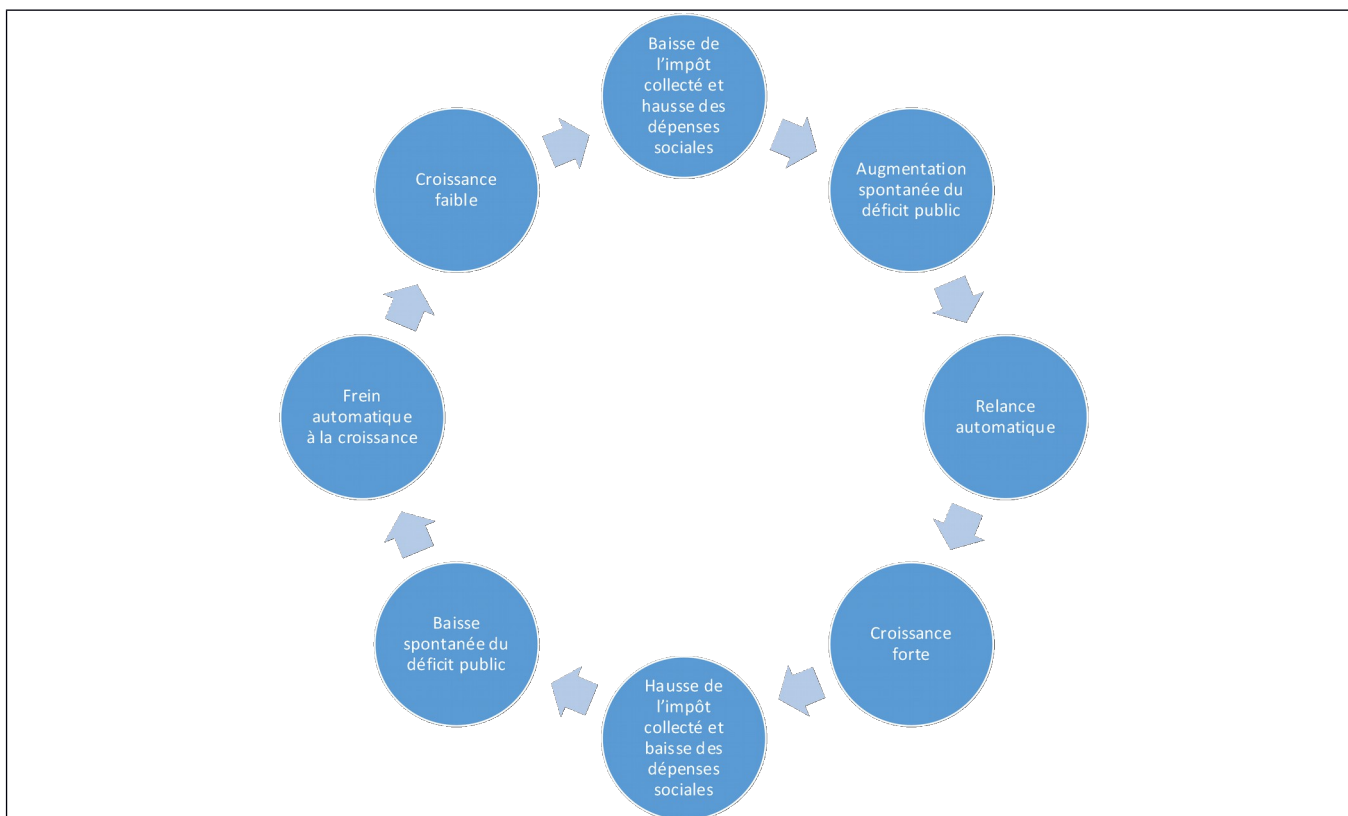 Baisse de
l’impôt
collecté et
hausse des
dépenses
sociales
Augmentation
spontanée du
déficit public
Relance
automatique
Croissance
forte
Hausse de
l’impôt
collecté et
baisse des
dépenses
sociales
Baisse
spontanée du
déficit public
Frein
automatique
à la croissance
Croissance
faible